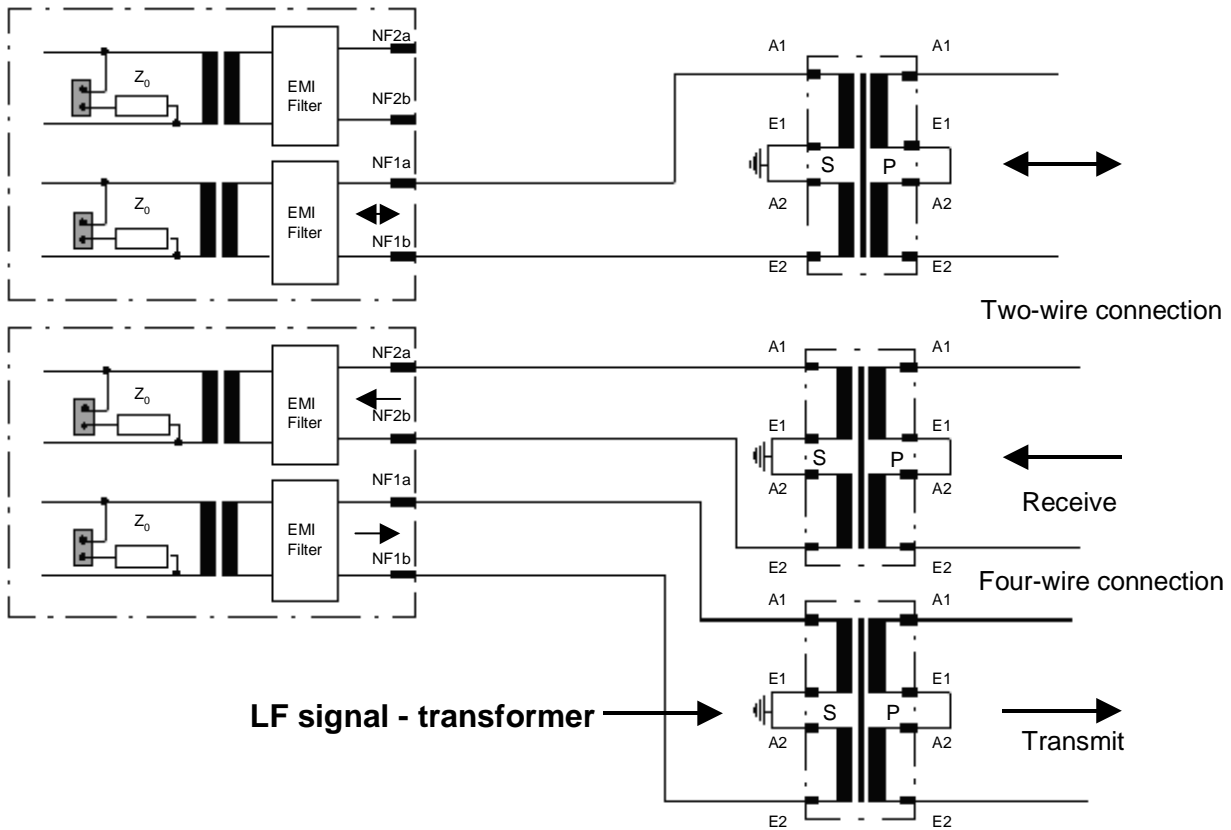 NF2a
Z0
EMI
Filter
NF2b
NF1a
Z0
EMI
Filter
NF1b
A1
A1
E1
E1
S
P
A2
A2
E2
E2
Two-wire connection
NF2a
Z0
EMI
Filter
NF2b
NF1a
Z0
EMI
Filter
NF1b
A1
A1
E1
E1
S
P
A2
A2
Receive
E2
E2
Four-wire connection
A1
A1
E1
E1
LF signal - transformer
S
P
A2
A2
Transmit
E2
E2